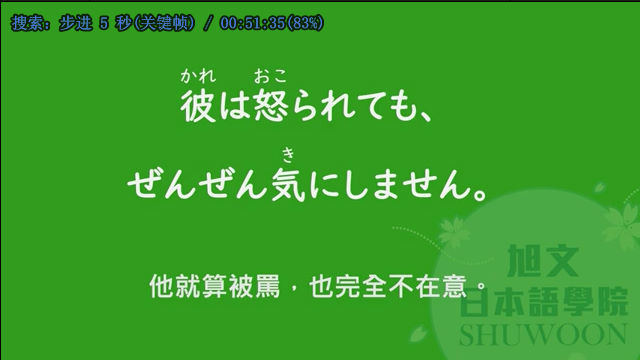 搜索: 步进 5 秒(关键帧) / 00:51:35(83%)
かれ おこ
彼は怒られても、
き
ぜんぜん気にしません。
他就算被罵，也完全不在意。
旭文
日本語學院
SHUWOON